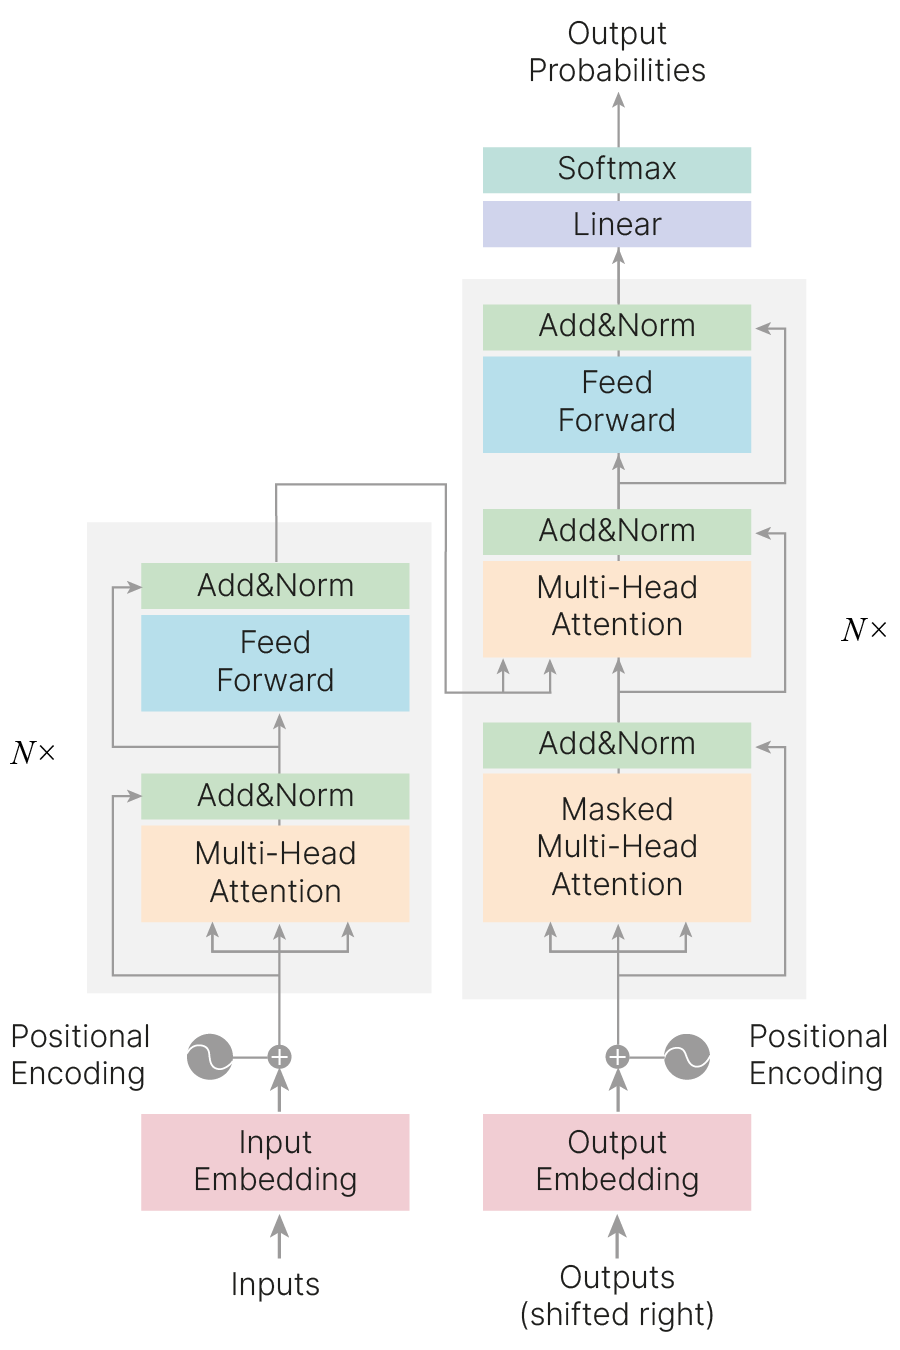 Output
Probabilities
Softmax
Linear
Add&Norm
Feed
Forward
Add&Norm
Multi-Head
Attention
Add&Norm
Masked
Multi-Head
Attention
N×
Add&Norm
Feed
Forward
Add&Norm
Multi-Head
Attention
N×
Positional
Encoding
Positional
Encoding
Input
Embedding
Output
Embedding
Inputs
Outputs
(shifted right)